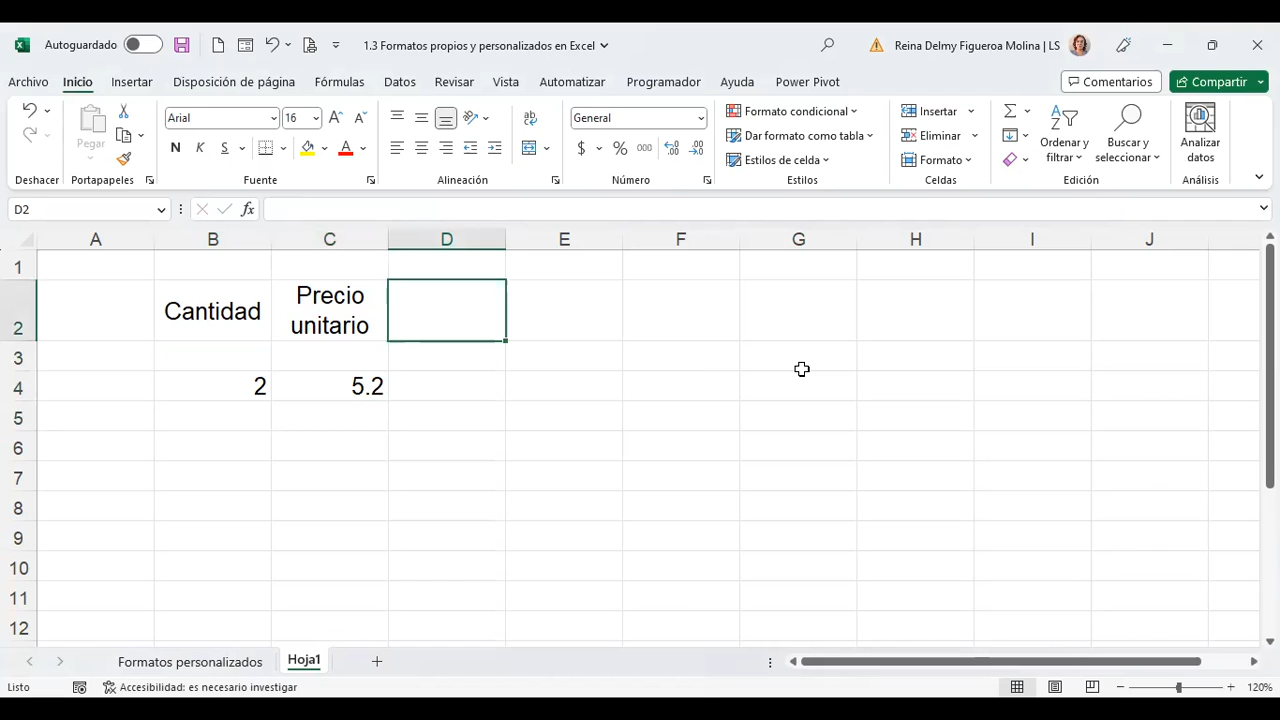 Autoguardado
1.3 Formatos propios y personalizados en Excel
Reina Delmy Figueroa Molina | LS
Archivo Inicio Insertar Disposición de página Fórmulas Datos Revisar Vista Automatizar Programador Ayuda Power Pivot Comentarios Compartir
Pegar
Arial 16
N K S
ab
General
$ % 000
Formato condicional
Dar formato como tabla
Estilos de celda
Insertar
Eliminar
Formato
Ordenar y
filtrar
Buscar y
seleccionar
Analizar
datos
Deshacer Portapapeles Fuente Alineación Número Estilos Celdas Edición Análisis
D2 fx
A B C D E F G H I J
1
2 Cantidad Precio
unitario
3
4 2 5.2
5
6
7
8
9
10
11
12
Formatos personalizados Hoja1
Listo Accesibilidad: es necesario investigar 120%